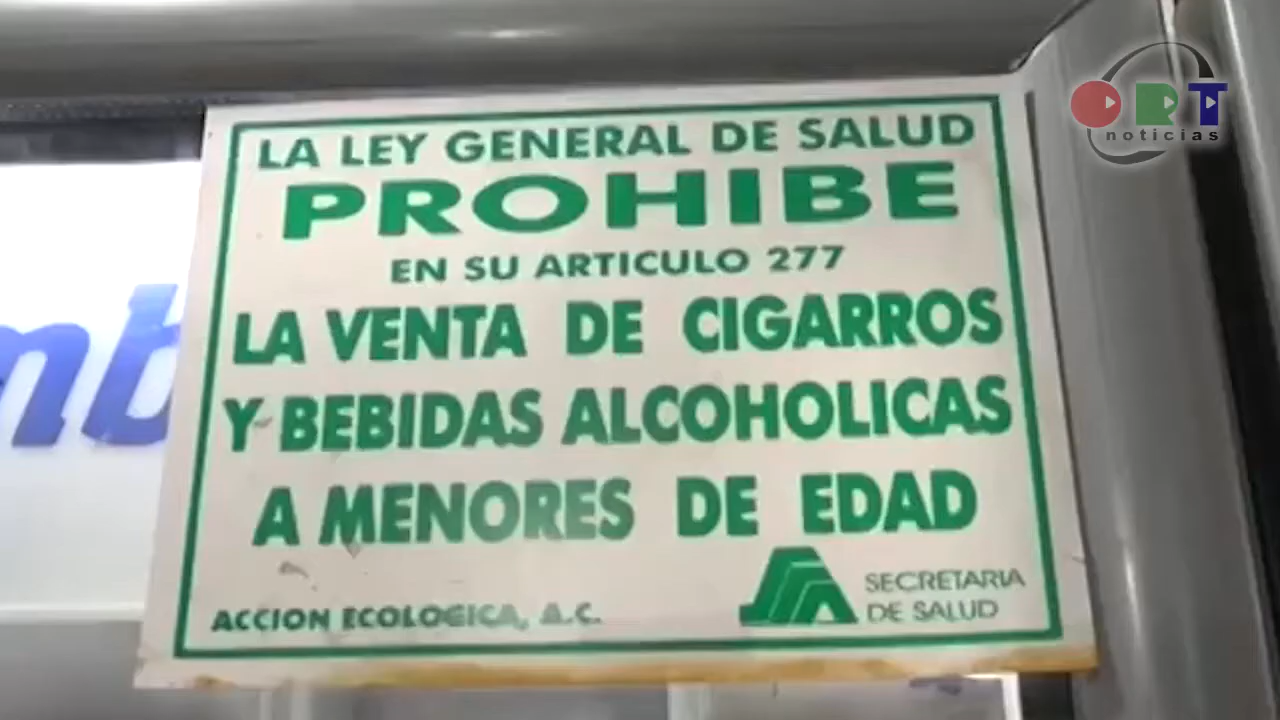 ORT
noticias
LA LEY GENERAL DE SALUD
PROHIBE
EN SU ARTICULO 277
LA VENTA DE CIGARROS
Y BEBIDAS ALCOHOLICAS
A MENORES DE EDAD
ACCION ECOLOGICA, A.C.
SECRETARIA
DE SALUD